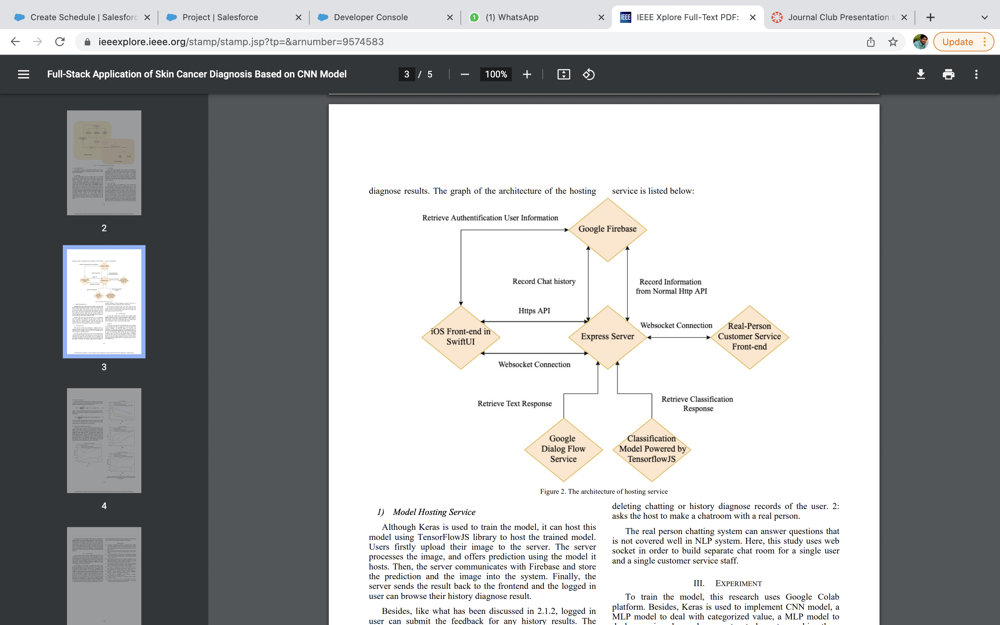 Create Schedule | Salesforc
Project | Salesforce
Developer Console
1
(1) WhatsApp
IEEE
IEEE Xplore Full-Text PDF:
Journal Club Presentation s
ieeexplore.ieee.org/stamp/stamp.jsp?tp=&arnumber=9574583
Update
Full-Stack Application of Skin Cancer Diagnosis Based on CNN Model
3 / 5
100%
2
3
4
diagnose results. The graph of the architecture of the hosting service is listed below:
Retrieve Authentification User Information
Google Firebase
Record Chat history
Record Information
from Normal Http API
Https API
iOS Front-end in
SwiftUI
Express Server
Websocket Connection
Real-Person
Customer Service
Front-end
Websocket Connection
Retrieve Text Response
Retrieve Classification
Response
Google
Dialog Flow
Service
Classification
Model Powered by
TensorflowJS
Figure 2. The architecture of hosting service
1) Model Hosting Service
Although Keras is used to train the model, it can host this
model using TensorFlowJS library to host the trained model.
Users firstly upload their image to the server. The server
processes the image, and offers prediction using the model it
hosts. Then, the server communicates with Firebase and store
the prediction and the image into the system. Finally, the
server sends the result back to the frontend and the logged in
user can browse their history diagnose result.
Besides, like what has been discussed in 2.1.2, logged in
user can submit the feedback for any history results. The
deleting chatting or history diagnose records of the user. 2:
asks the host to make a chatroom with a real person.
The real person chatting system can answer questions that
is not covered well in NLP system. Here, this study uses web
socket in order to build separate chat room for a single user
and a single customer service staff.
III. EXPERIMENT
To train the model, this research uses Google Colab
platform. Besides, Keras is used to implement CNN model, a
MLP model to deal with categorized value, a MLP model to